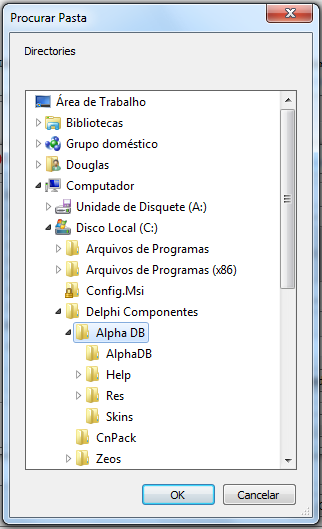 Procurar Pasta
Directories
Área de Trabalho
Bibliotecas
Grupo doméstico
Douglas
Computador
Unidade de Disquete (A:)
Disco Local (C:)
Arquivos de Programas
Arquivos de Programas (x86)
Config.Msi
Delphi Componentes
Alpha DB
AlphaDB
Help
Res
Skins
CnPack
Zeos
OK
Cancelar